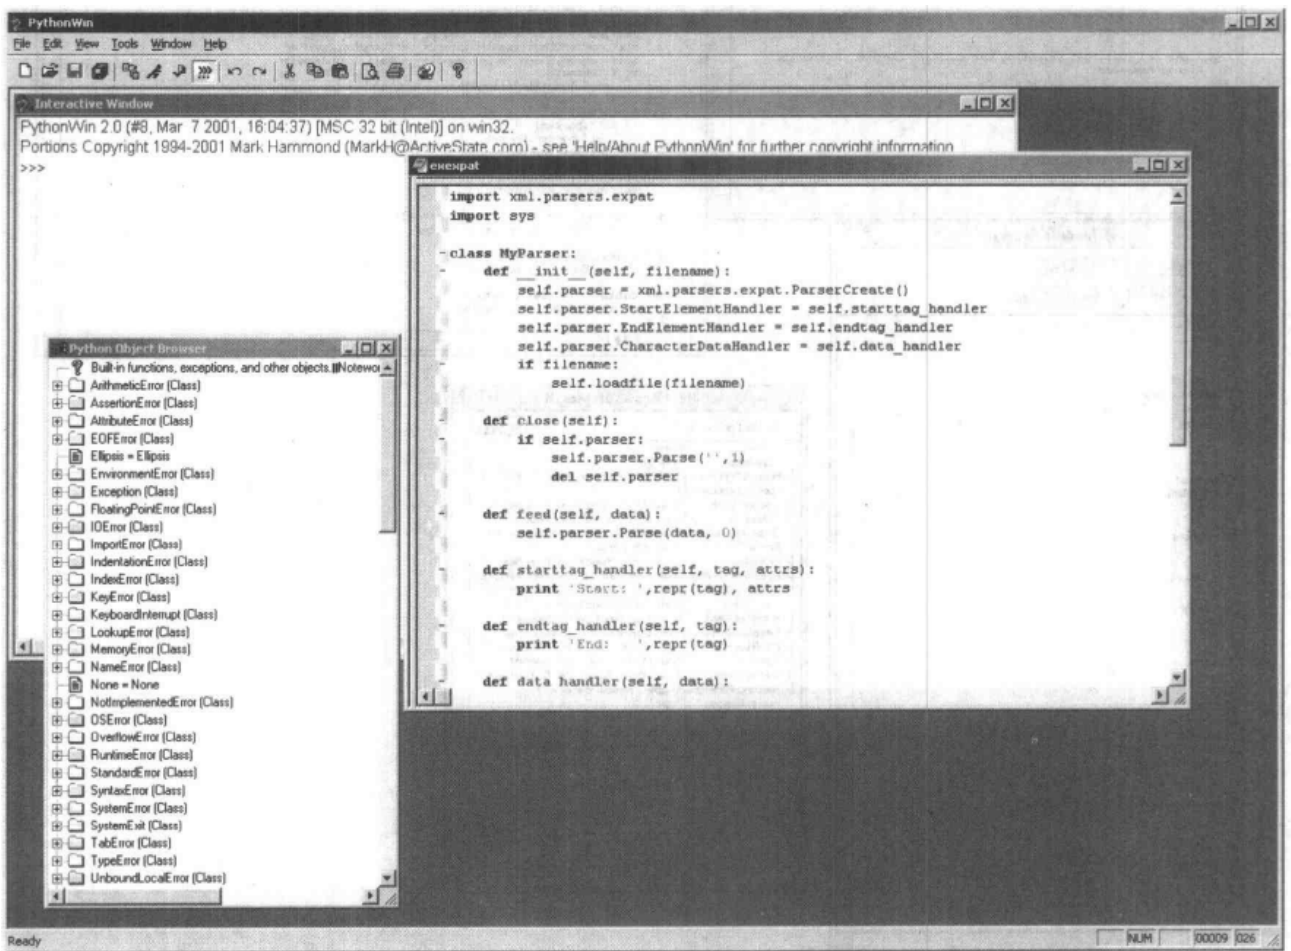 PythonWin
File Edit View Tools Window Help
Interactive Window
PythonWin 2.0 (#8, Mar 7 2001, 16:04:37) [MSC 32 bit (Intel)] on win32.
Portions Copyright 1994-2001 Mark Hammond (MarkH@ActiveState.com) - see 'Help/About PythonWin' for further copyright information
>>>
exexpat
import xml.parsers.expat
import sys
class MyParser:
def __init__(self, filename):
self.parser = xml.parsers.expat.ParserCreate()
self.parser.StartElementHandler = self.starttag_handler
self.parser.EndElementHandler = self.endtag_handler
self.parser.CharacterDataHandler = self.data_handler
if filename:
self.loadfile(filename)
def close(self):
if self.parser:
self.parser.Parse('',1)
del self.parser
def feed(self, data):
self.parser.Parse(data, 0)
def starttag_handler(self, tag, attrs):
print 'Start: ',repr(tag), attrs
def endtag_handler(self, tag):
print 'End:   ',repr(tag)
def data_handler(self, data):
Python Object Browser
Built-in functions, exceptions, and other objects.||Notewor
ArithmeticError (Class)
AssertionError (Class)
AttributeError (Class)
EOFError (Class)
Ellipsis = Ellipsis
EnvironmentError (Class)
Exception (Class)
FloatingPointError (Class)
IOError (Class)
ImportError (Class)
IndentationError (Class)
IndexError (Class)
KeyError (Class)
KeyboardInterrupt (Class)
LookupError (Class)
MemoryError (Class)
NameError (Class)
None = None
NotImplementedError (Class)
OSError (Class)
OverflowError (Class)
RuntimeError (Class)
StandardError (Class)
SyntaxError (Class)
SystemError (Class)
SystemExit (Class)
TabError (Class)
TypeError (Class)
UnboundLocalError (Class)
Ready
NUM 00009 026